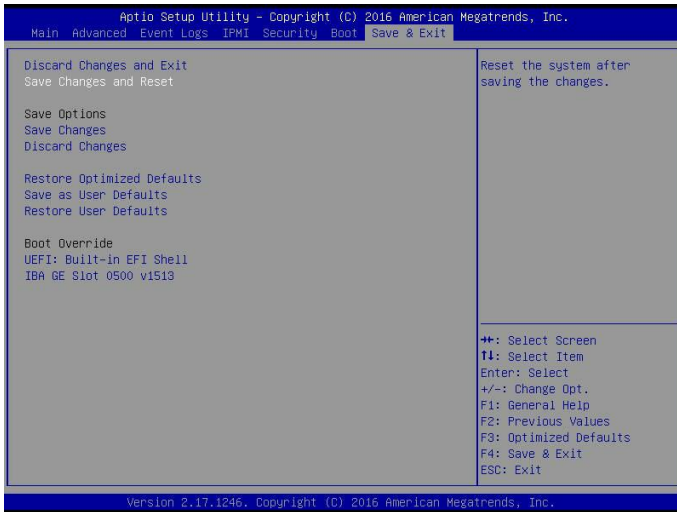 Aptio Setup Utility – Copyright (C) 2016 American Megatrends, Inc.
Main Advanced Event Logs IPMI Security Boot Save & Exit
Discard Changes and Exit
Save Changes and Reset
Save Options
Save Changes
Discard Changes
Restore Optimized Defaults
Save as User Defaults
Restore User Defaults
Boot Override
UEFI: Built-in EFI Shell
IBA GE Slot 0500 v1513
Reset the system after
saving the changes.
→←: Select Screen
↑↓: Select Item
Enter: Select
+/-: Change Opt.
F1: General Help
F2: Previous Values
F3: Optimized Defaults
F4: Save & Exit
ESC: Exit
Version 2.17.1246. Copyright (C) 2016 American Megatrends, Inc.